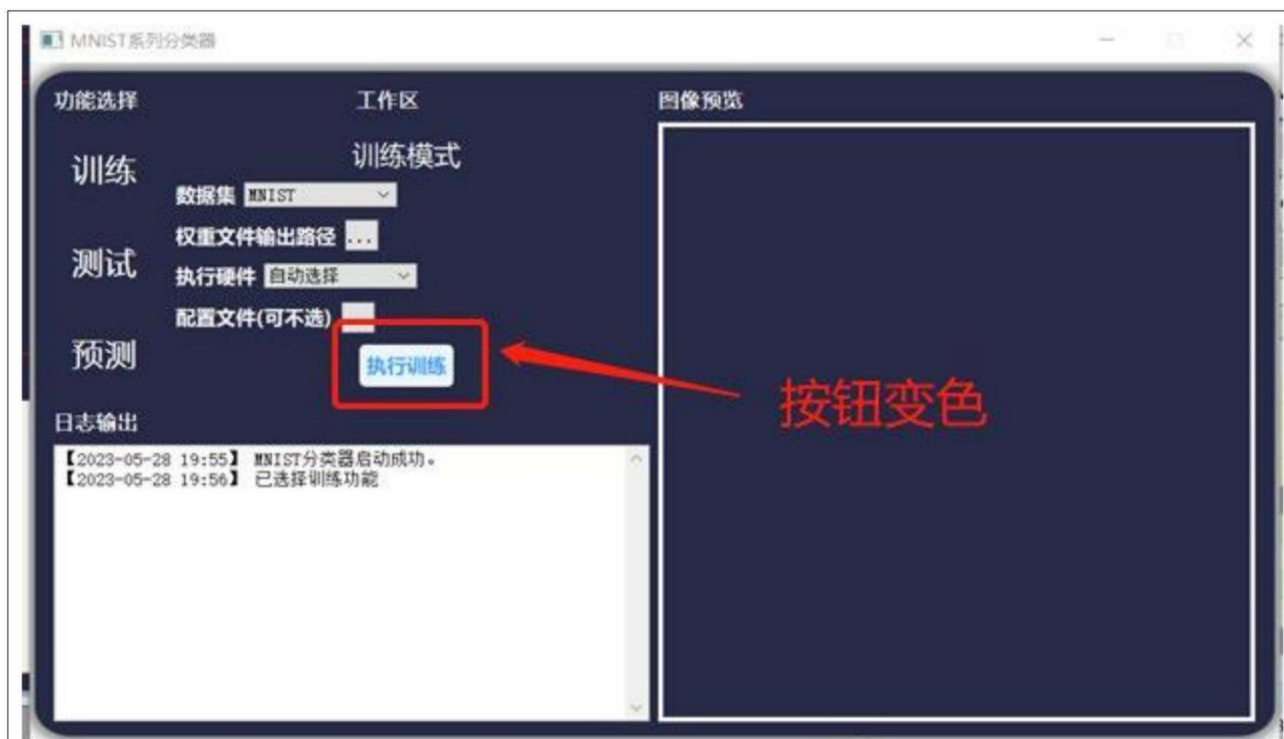 MNIST系列分类器
功能选择
工作区
图像预览
训练
训练模式
数据集 MNIST
权重文件输出路径 ...
测试
执行硬件 自动选择
配置文件(可不选)
预测
执行训练
按钮变色
日志输出
【2023-05-28 19:55】 MNIST分类器启动成功。
【2023-05-28 19:56】 已选择训练功能